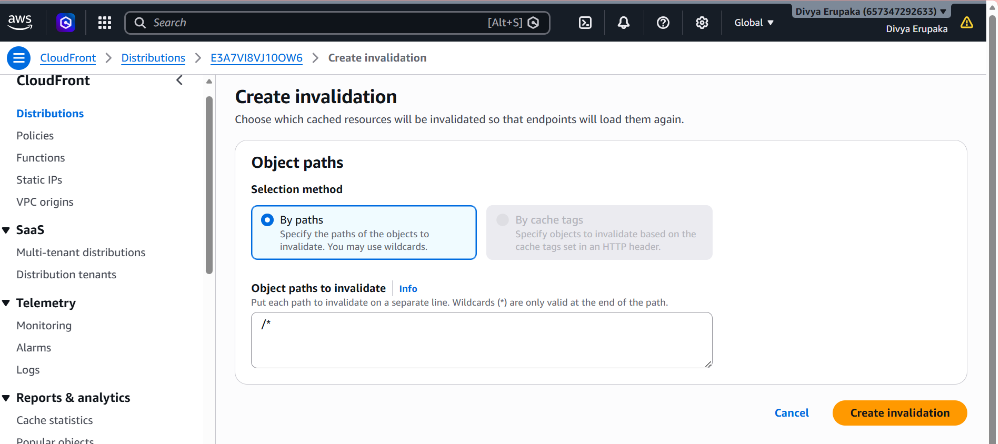 aws
Search
[Alt+S]
Global
Divya Erupaka (657347292633)
Divya Erupaka
CloudFront
Distributions
E3A7VI8VJ10OW6
Create invalidation
CloudFront
Distributions
Policies
Functions
Static IPs
VPC origins
SaaS
Multi-tenant distributions
Distribution tenants
Telemetry
Monitoring
Alarms
Logs
Reports & analytics
Cache statistics
Popular objects
Create invalidation
Choose which cached resources will be invalidated so that endpoints will load them again.
Object paths
Selection method
By paths
Specify the paths of the objects to
invalidate. You may use wildcards.
By cache tags
Specify objects to invalidate based on the
cache tags set in an HTTP header.
Object paths to invalidate
Info
Put each path to invalidate on a separate line. Wildcards (*) are only valid at the end of the path.
/*
Cancel
Create invalidation